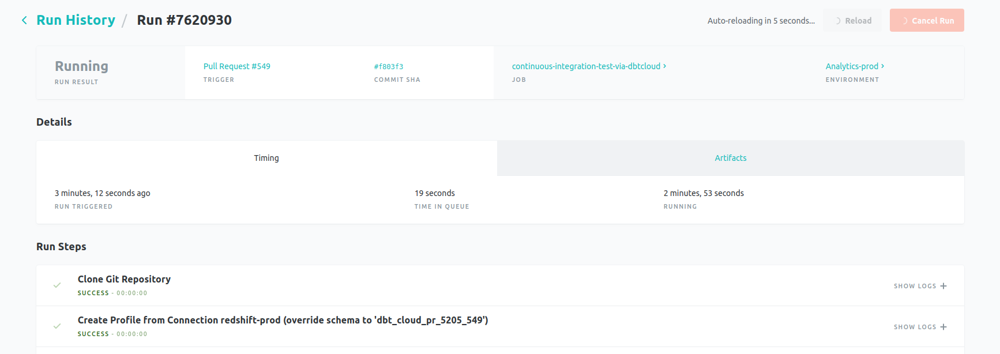 Run History / Run #7620930
Auto-reloading in 5 seconds... Reload Cancel Run
Running
RUN RESULT
Pull Request #549
TRIGGER
#f803f3
COMMIT SHA
continuous-integration-test-via-dbtcloud >
JOB
Analytics-prod >
ENVIRONMENT
Details
Timing
Artifacts
3 minutes, 12 seconds ago
RUN TRIGGERED
19 seconds
TIME IN QUEUE
2 minutes, 53 seconds
RUNNING
Run Steps
Clone Git Repository
SUCCESS - 00:00:00
SHOW LOGS +
Create Profile from Connection redshift-prod (override schema to 'dbt_cloud_pr_5205_549')
SUCCESS - 00:00:00
SHOW LOGS +